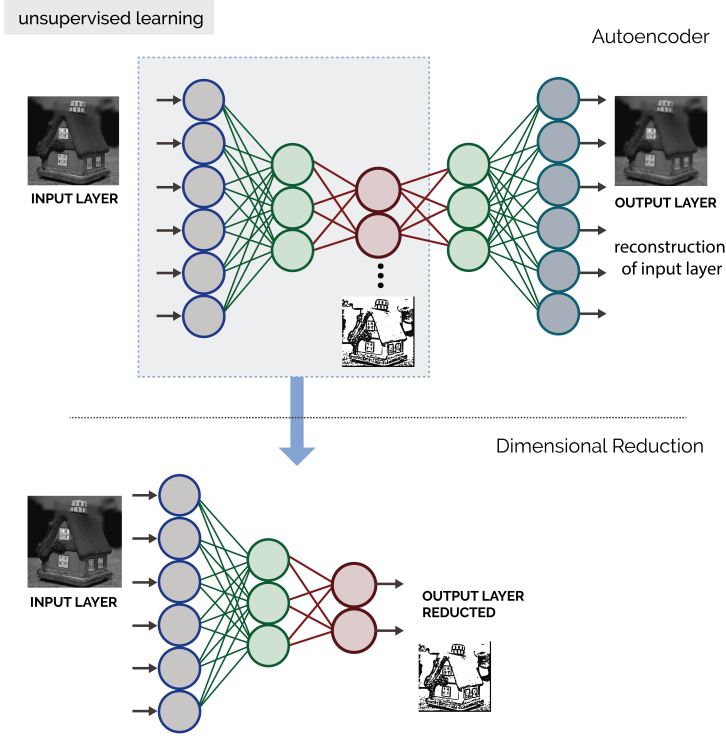 unsupervised learning
Autoencoder
INPUT LAYER
OUTPUT LAYER
reconstruction
of input layer
Dimensional Reduction
INPUT LAYER
OUTPUT LAYER
REDUCTED